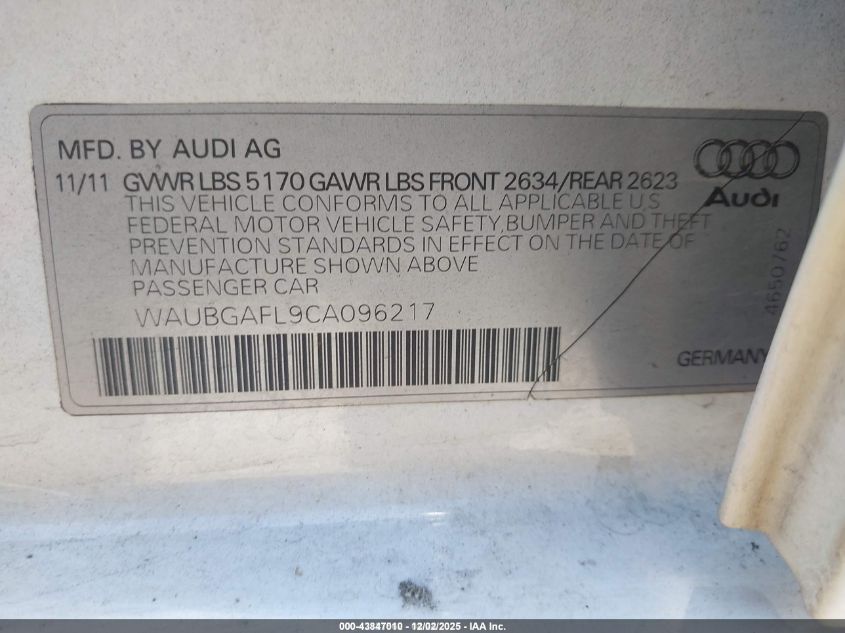 MFD. BY AUDI AG
11/11 GVWR LBS 5170 GAWR LBS FRONT 2634/REAR 2623
THIS VEHICLE CONFORMS TO ALL APPLICABLE U.S
FEDERAL MOTOR VEHICLE SAFETY,BUMPER AND THEFT
PREVENTION STANDARDS IN EFFECT ON THE DATE OF
MANUFACTURE SHOWN ABOVE
PASSENGER CAR
WAUBGAFL9CA096217
Audi
4650762
GERMANY
000-43847010 - 12/02/2025 - IAA Inc.